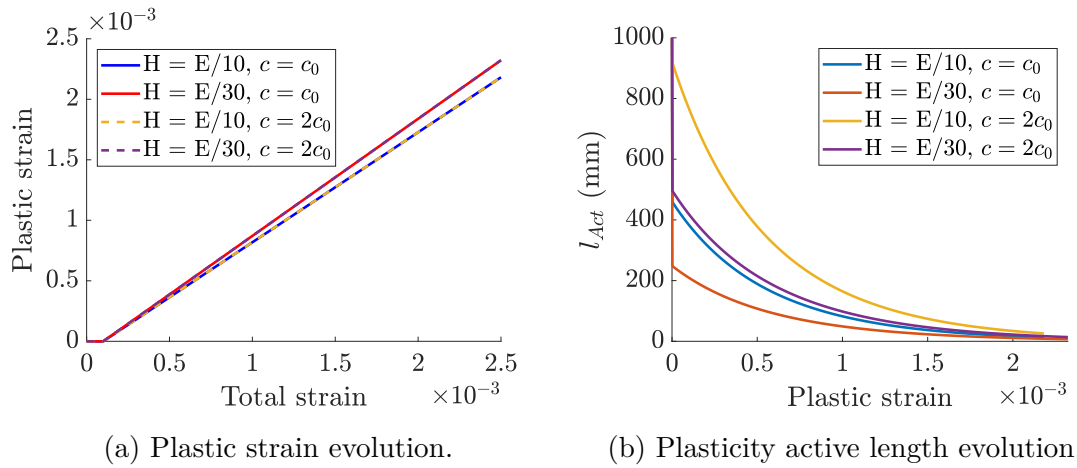 ×10⁻³
2.5
2
1.5
1
0.5
0
Plastic strain
H = E/10, c = c₀
H = E/30, c = c₀
H = E/10, c = 2c₀
H = E/30, c = 2c₀
0 0.5 1 1.5 2 2.5
Total strain ×10⁻³
(a) Plastic strain evolution.
1000
800
600
400
200
0
l_Act (mm)
H = E/10, c = c₀
H = E/30, c = c₀
H = E/10, c = 2c₀
H = E/30, c = 2c₀
0 0.5 1 1.5 2
Plastic strain ×10⁻³
(b) Plasticity active length evolution